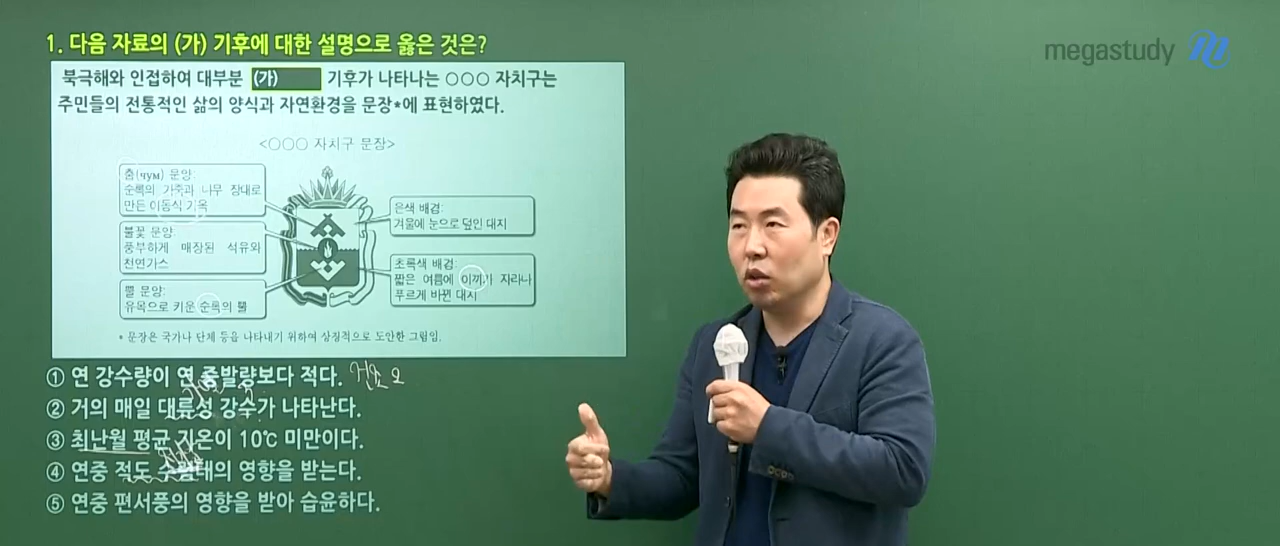 1. 다음 자료의 (가) 기후에 대한 설명으로 옳은 것은?
megastudy
북극해와 인접하여 대부분 (가) 기후가 나타나는 ○○○ 자치구는
주민들의 전통적인 삶의 양식과 자연환경을 문장*에 표현하였다.
<○○○ 자치구 문장>
춤(чум) 문양:
순록의 가죽과 나무 장대로
만든 이동식 가옥
불꽃 문양:
풍부하게 매장된 석유와
천연가스
뿔 문양:
유목으로 키운 순록의 뿔
은색 배경:
겨울에 눈으로 덮인 대지
초록색 배경:
짧은 여름에 이끼가 자라나
푸르게 바뀐 대지
* 문장은 국가나 단체 등을 나타내기 위하여 상징적으로 도안한 그림임.
① 연 강수량이 연 증발량보다 적다.
② 거의 매일 대류성 강수가 나타난다.
③ 최난월 평균 기온이 10℃ 미만이다.
④ 연중 적도 수렴대의 영향을 받는다.
⑤ 연중 편서풍의 영향을 받아 습윤하다.